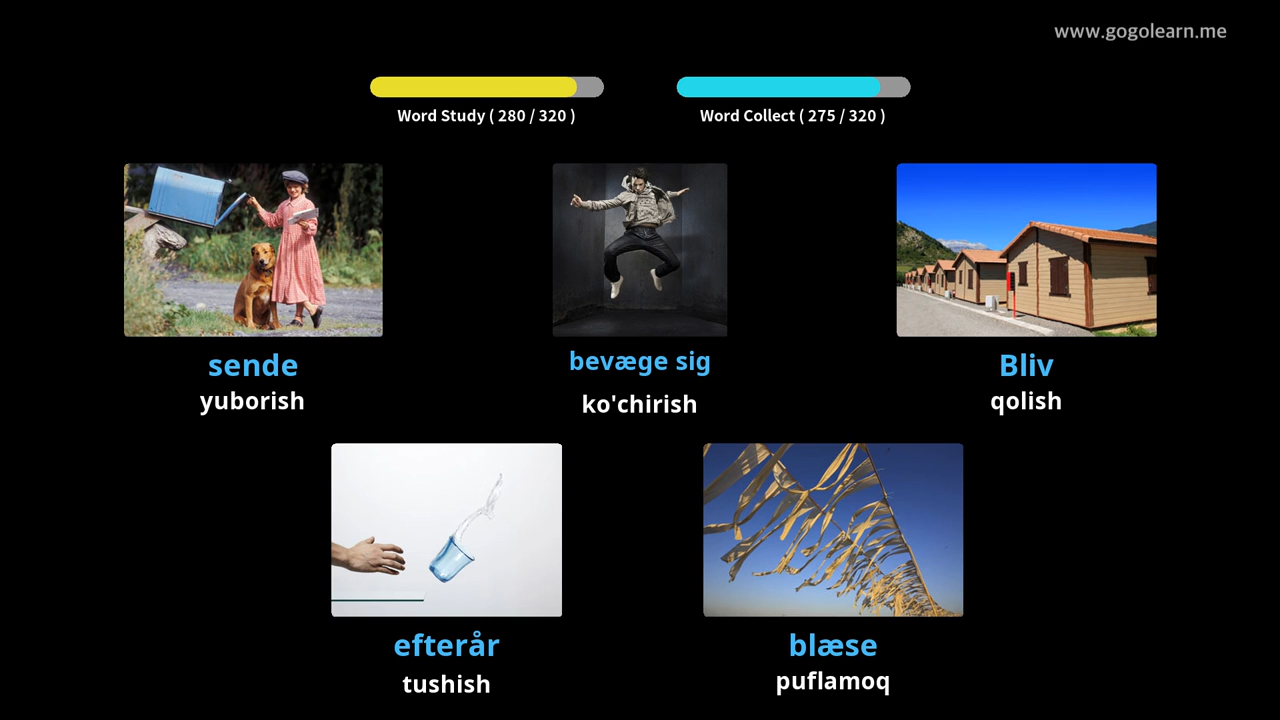 www.gogolearn.me
Word Study ( 280 / 320 )
Word Collect ( 275 / 320 )
sende
yuborish
bevæge sig
ko'chirish
Bliv
qolish
efterår
tushish
blæse
puflamoq